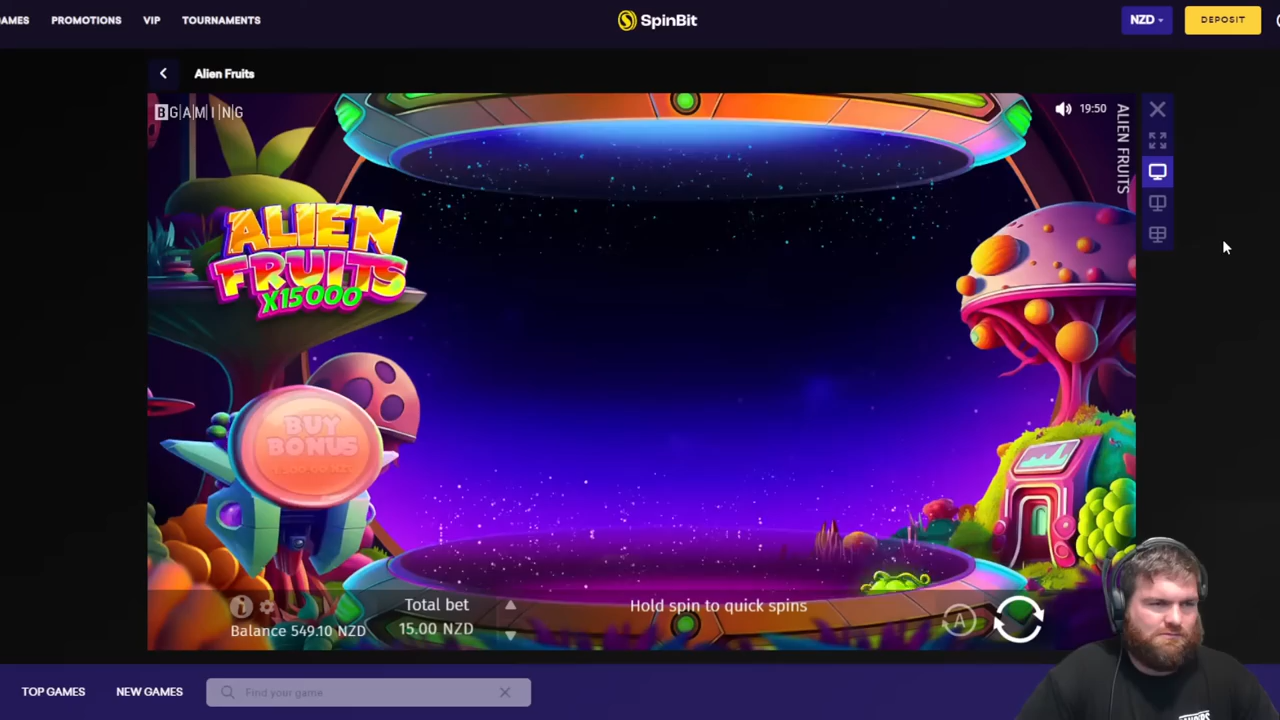 AMES PROMOTIONS VIP TOURNAMENTS
SpinBit
NZD
DEPOSIT
Alien Fruits
BGAMING
19:50
ALIEN FRUITS
ALIEN
FRUITS
X15000
BUY
BONUS
Total bet
15.00 NZD
Balance 549.10 NZD
Hold spin to quick spins
A
TOP GAMES NEW GAMES
Find your game